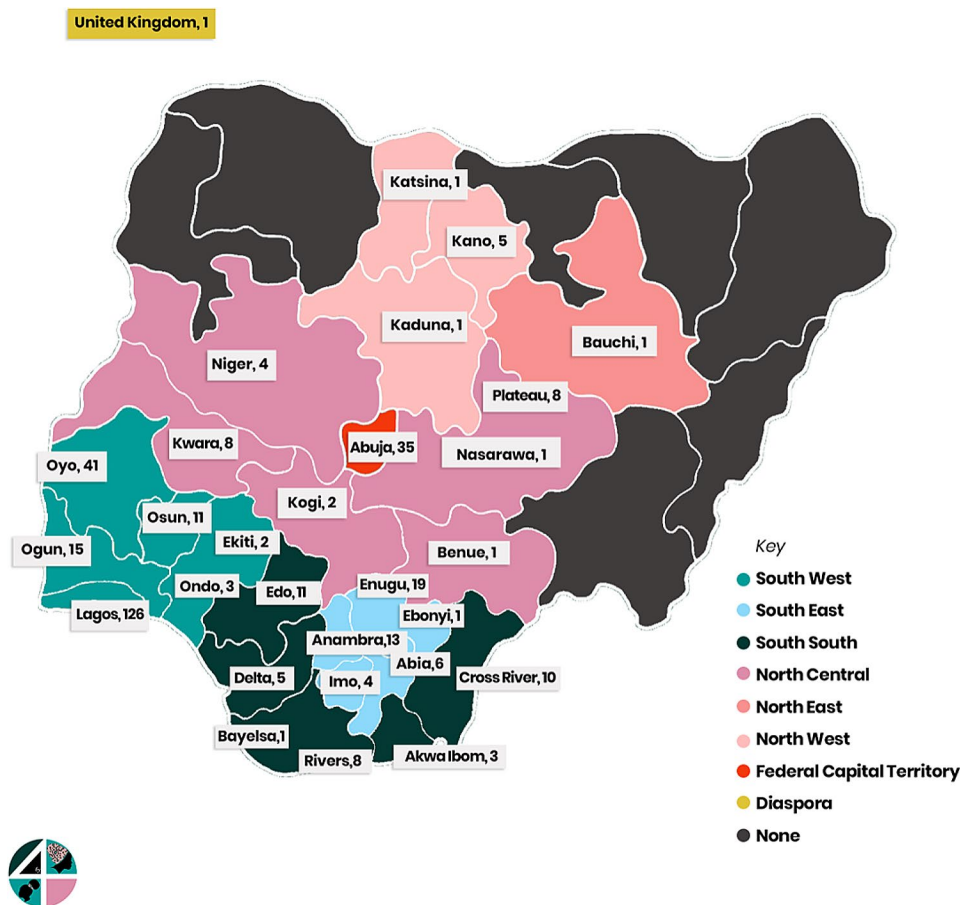 United Kingdom, 1
Katsina, 1
Kano, 5
Kaduna, 1
Bauchi, 1
Niger, 4
Plateau, 8
Kwara, 8
Abuja, 35
Nasarawa, 1
Oyo, 41
Kogi, 2
Osun, 11
Ekiti, 2
Ogun, 15
Benue, 1
Ondo, 3
Edo, 11
Enugu, 19
Lagos, 126
Ebonyi, 1
Anambra,13
Abia, 6
Delta, 5
Imo, 4
Cross River, 10
Bayelsa,1
Rivers,8
Akwa Ibom, 3
Key
South West
South East
South South
North Central
North East
North West
Federal Capital Territory
Diaspora
None